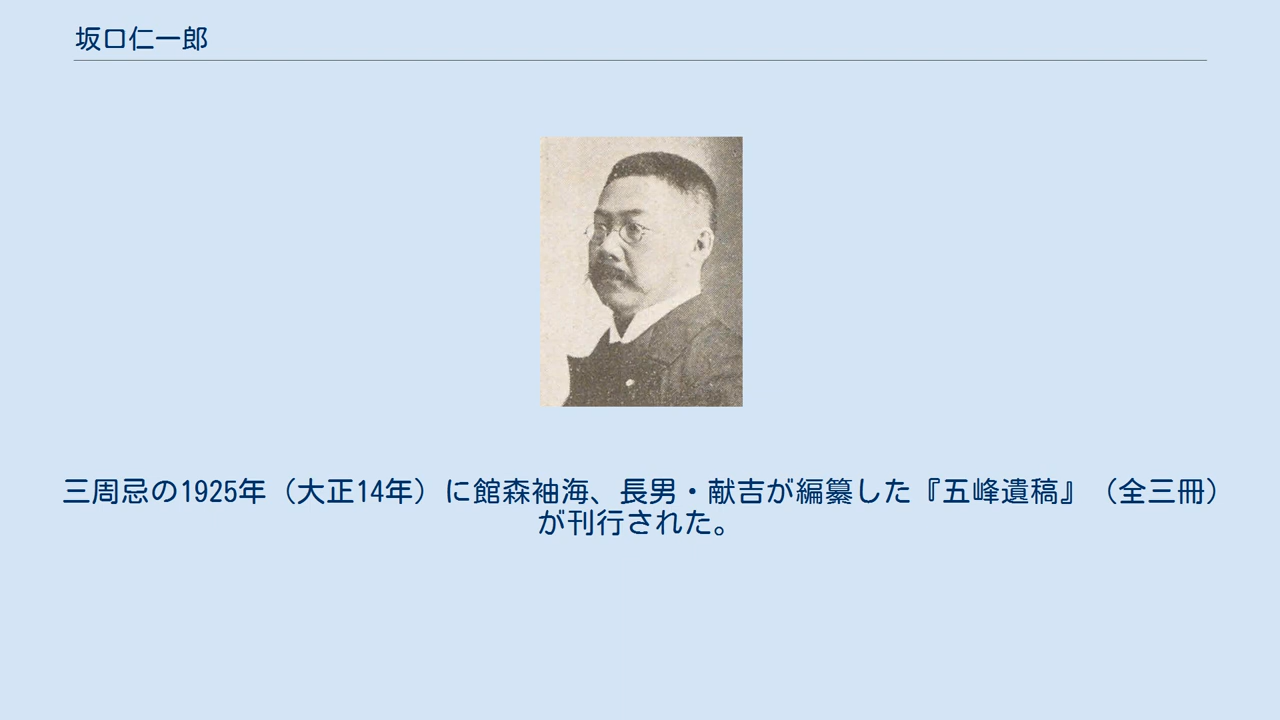 坂口仁一郎
三周忌の1925年（大正14年）に館森袖海、長男・献吉が編纂した『五峰遺稿』（全三冊）
が刊行された。